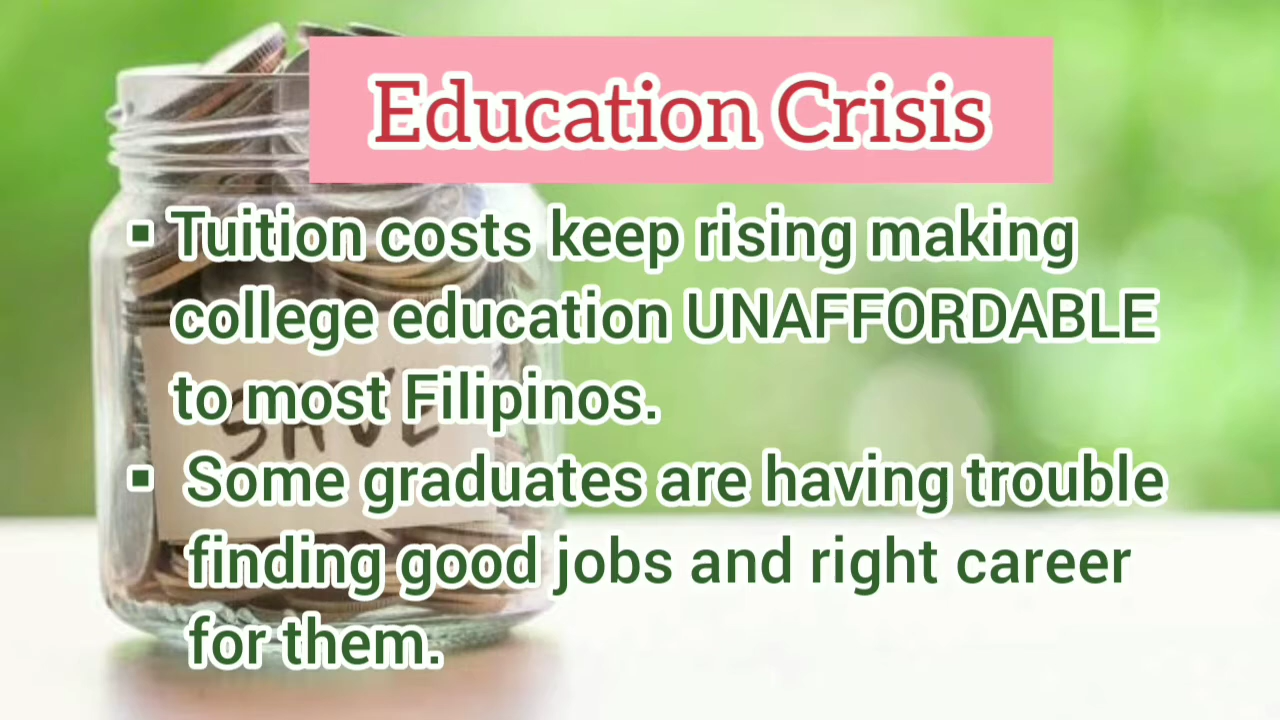 Education Crisis
▪ Tuition costs keep rising making
college education UNAFFORDABLE
to most Filipinos.
SAVE
▪ Some graduates are having trouble
finding good jobs and right career
for them.